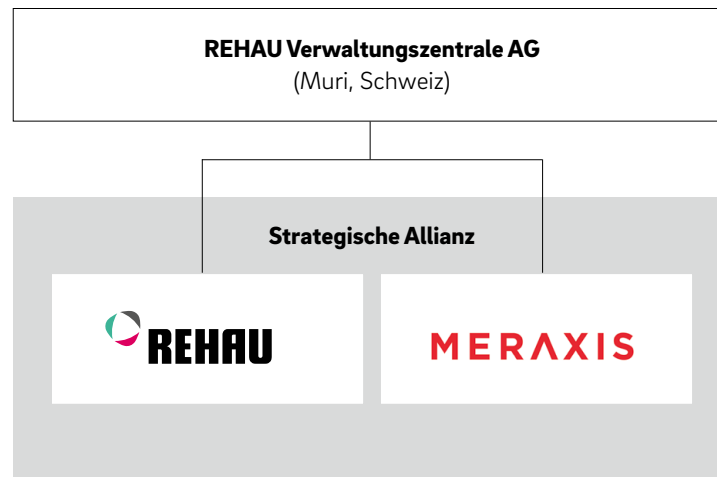 REHAU Verwaltungszentrale AG
(Muri, Schweiz)
Strategische Allianz
REHAU
MERAXIS